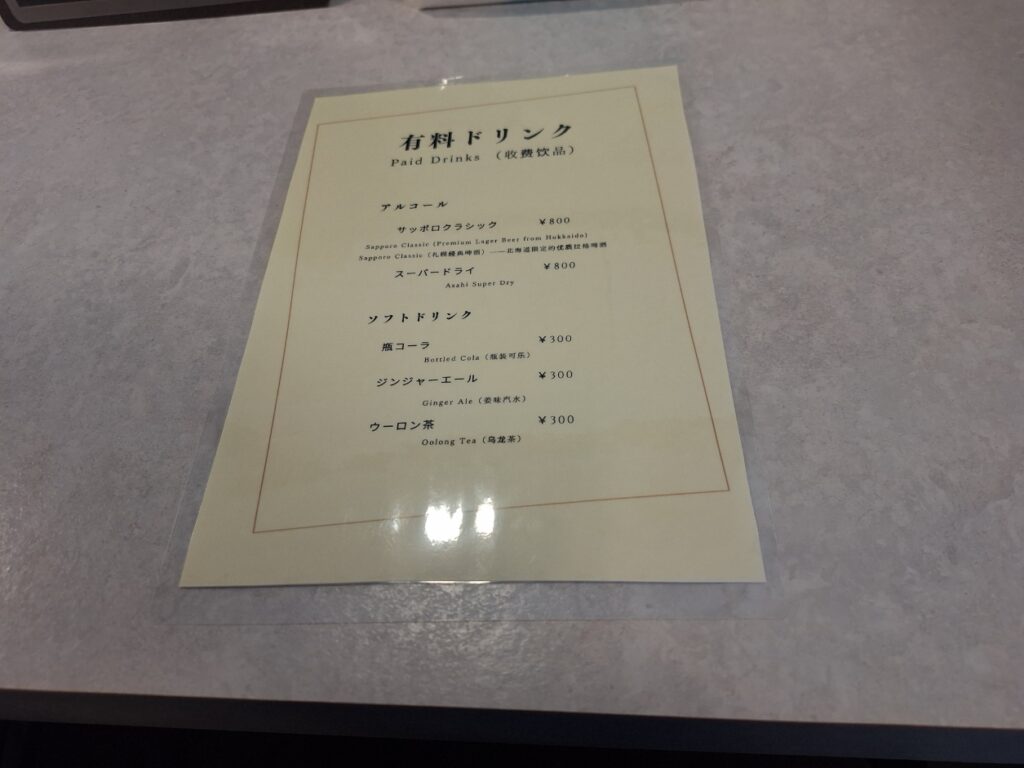 有料ドリンク
Paid Drinks （收费饮品）
アルコール
サッポロクラシック ￥800
Sapporo Classic (Premium Lager Beer from Hokkaido)
Sapporo Classic（札幌經典啤酒）——北海道限定的优质拉格啤酒
スーパードライ ￥800
Asahi Super Dry
ソフトドリンク
瓶コーラ ￥300
Bottled Cola（瓶装可乐）
ジンジャーエール ￥300
Ginger Ale（姜味汽水）
ウーロン茶 ￥300
Oolong Tea（乌龙茶）